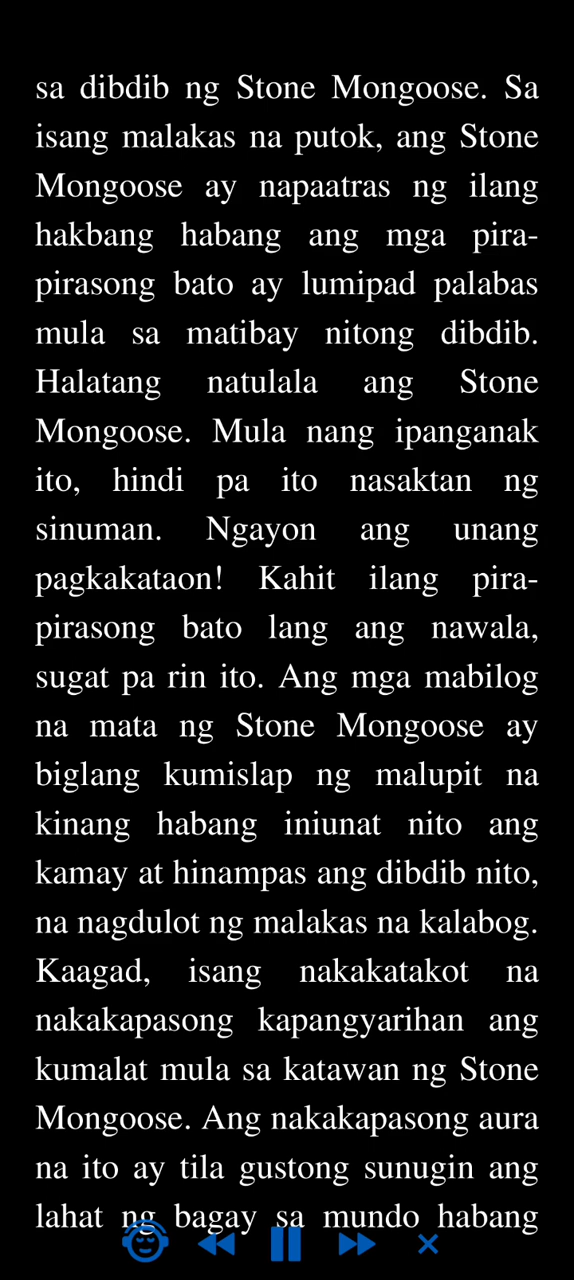 sa dibdib ng Stone Mongoose. Sa
isang malakas na putok, ang Stone
Mongoose ay napaatras ng ilang
hakbang habang ang mga pira-
pirasong bato ay lumipad palabas
mula sa matibay nitong dibdib.
Halatang natulala ang Stone
Mongoose. Mula nang ipanganak
ito, hindi pa ito nasaktan ng
sinuman. Ngayon ang unang
pagkakataon! Kahit ilang pira-
pirasong bato lang ang nawala,
sugat pa rin ito. Ang mga mabilog
na mata ng Stone Mongoose ay
biglang kumislap ng malupit na
kinang habang iniunat nito ang
kamay at hinampas ang dibdib nito,
na nagdulot ng malakas na kalabog.
Kaagad, isang nakakatakot na
nakakapasong kapangyarihan ang
kumalat mula sa katawan ng Stone
Mongoose. Ang nakakapasong aura
na ito ay tila gustong sunugin ang
lahat ng bagay sa mundo habang